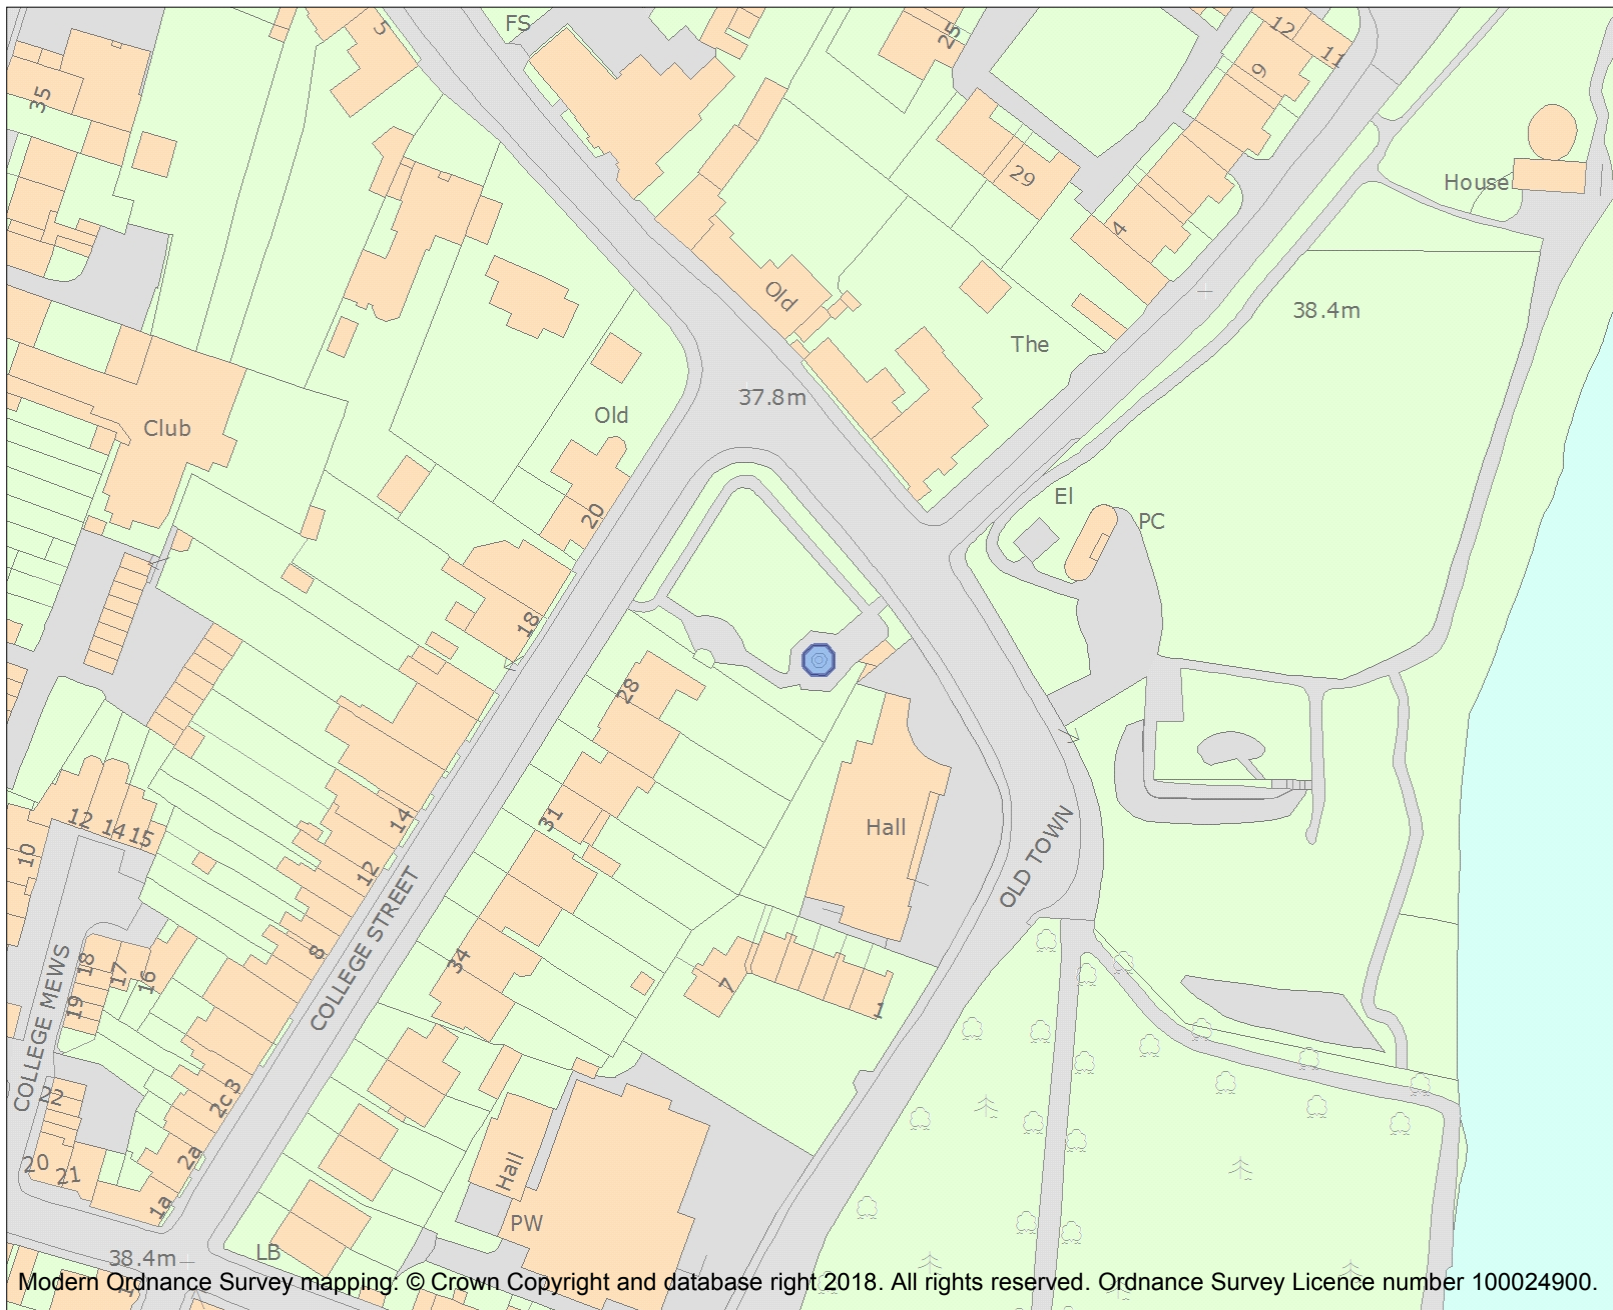 FS
5
25
12
11
9
35
29
House
4
Old
38.4m
The
37.8m
Old
Club
El
PC
20
18
28
31
14
Hall
12
12
14
15
10
OLD TOWN
COLLEGE STREET
8
34
18
17
16
19
7
1
COLLEGE MEWS
22
3
2c
2a
20
21
1a
Hall
PW
LB
38.4m
Modern Ordnance Survey mapping: © Crown Copyright and database right 2018. All rights reserved. Ordnance Survey Licence number 100024900.